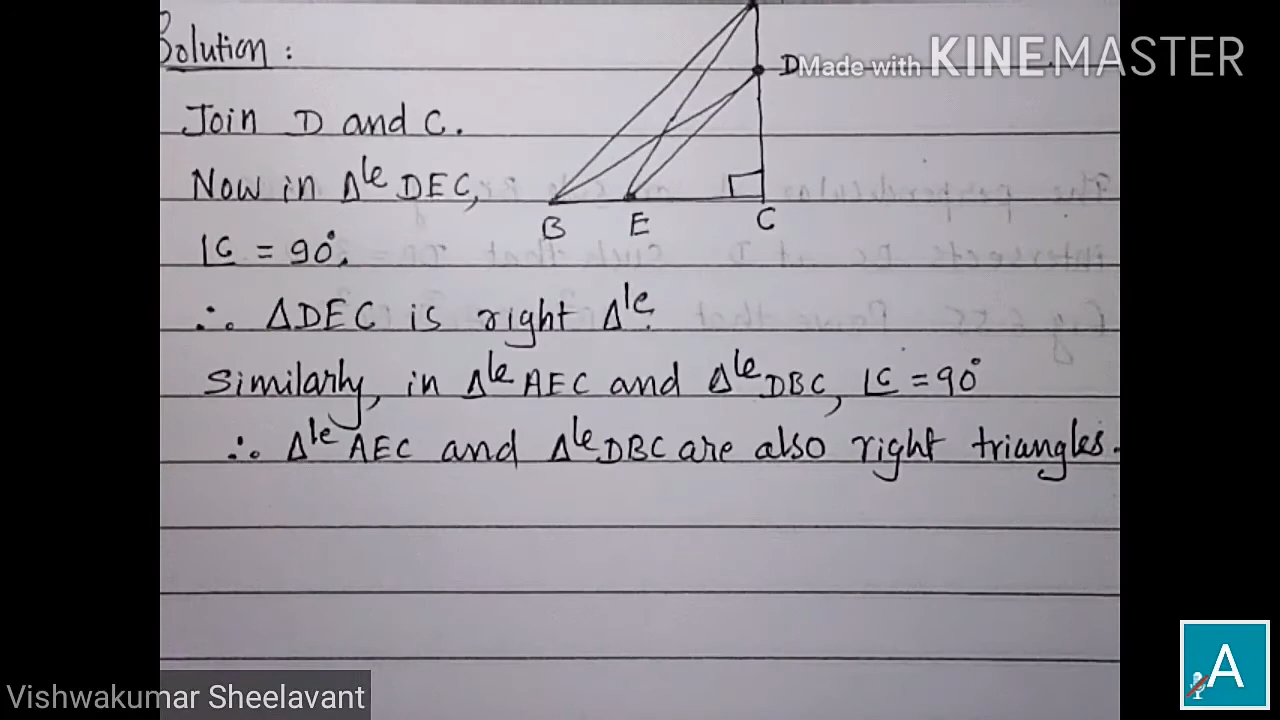 Solution :
Made with KINEMASTER
D
Join D and C.
Now in Δle DEC,
B E C
∠C = 90°.
∴ ΔDEC is right Δle.
Similarly, in Δle AEC and Δle DBC, ∠C = 90°
∴ Δle AEC and Δle DBC are also right triangles.
A
Vishwakumar Sheelavant